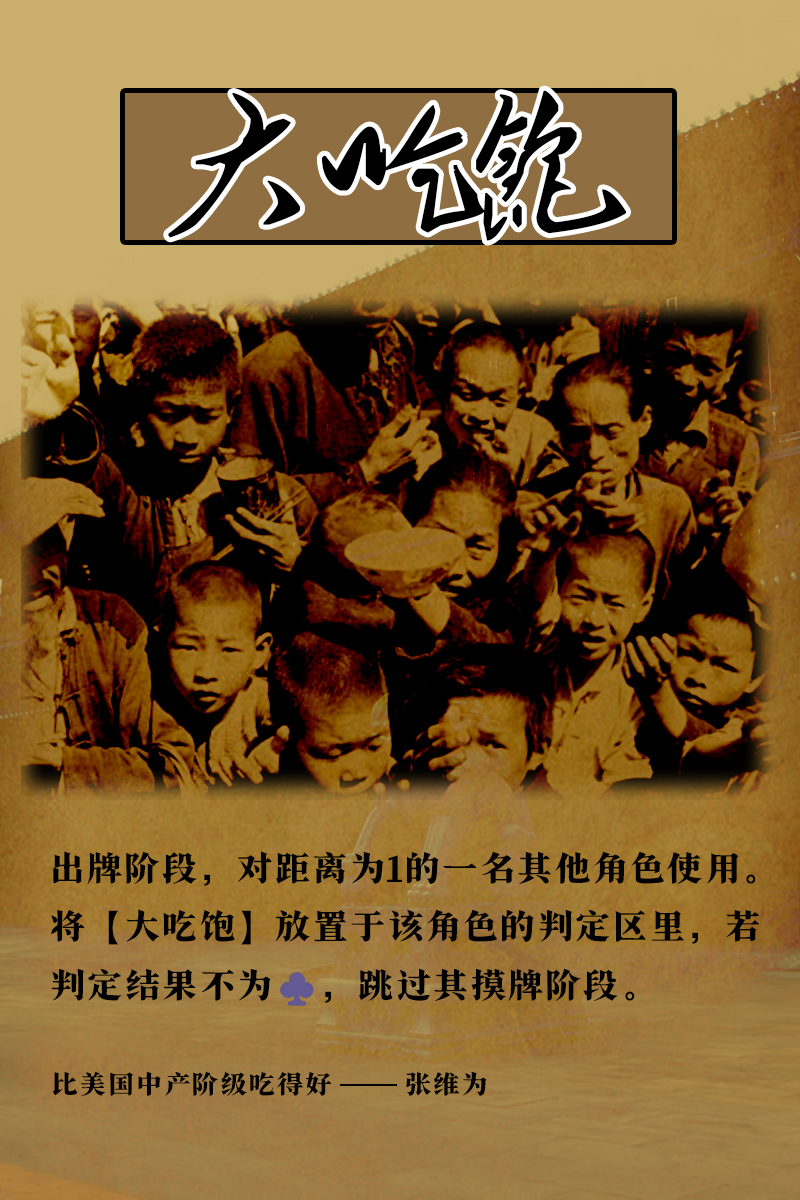 大吃饱
出牌阶段，对距离为1的一名其他角色使用。
将【大吃饱】放置于该角色的判定区里，若
判定结果不为♣，跳过其摸牌阶段。
比美国中产阶级吃得好 —— 张维为